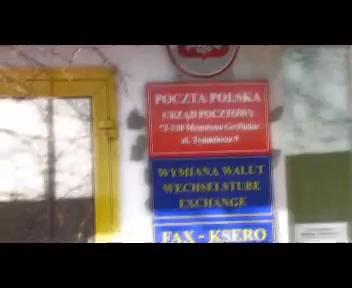 POCZTA POLSKA
URZĄD POCZTOWY
WYMIANA WALUT
WECHSELSTUBE
EXCHANGE
FAX - KSERO